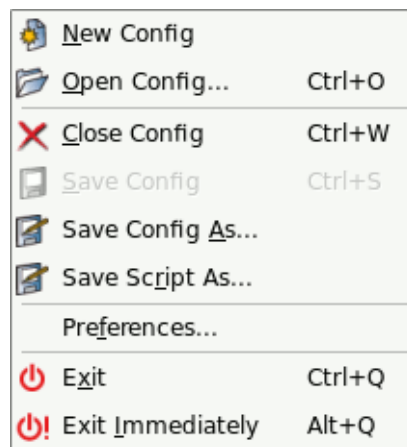 New Config
Open Config... Ctrl+O
Close Config Ctrl+W
Save Config Ctrl+S
Save Config As...
Save Script As...
Preferences...
Exit Ctrl+Q
Exit Immediately Alt+Q